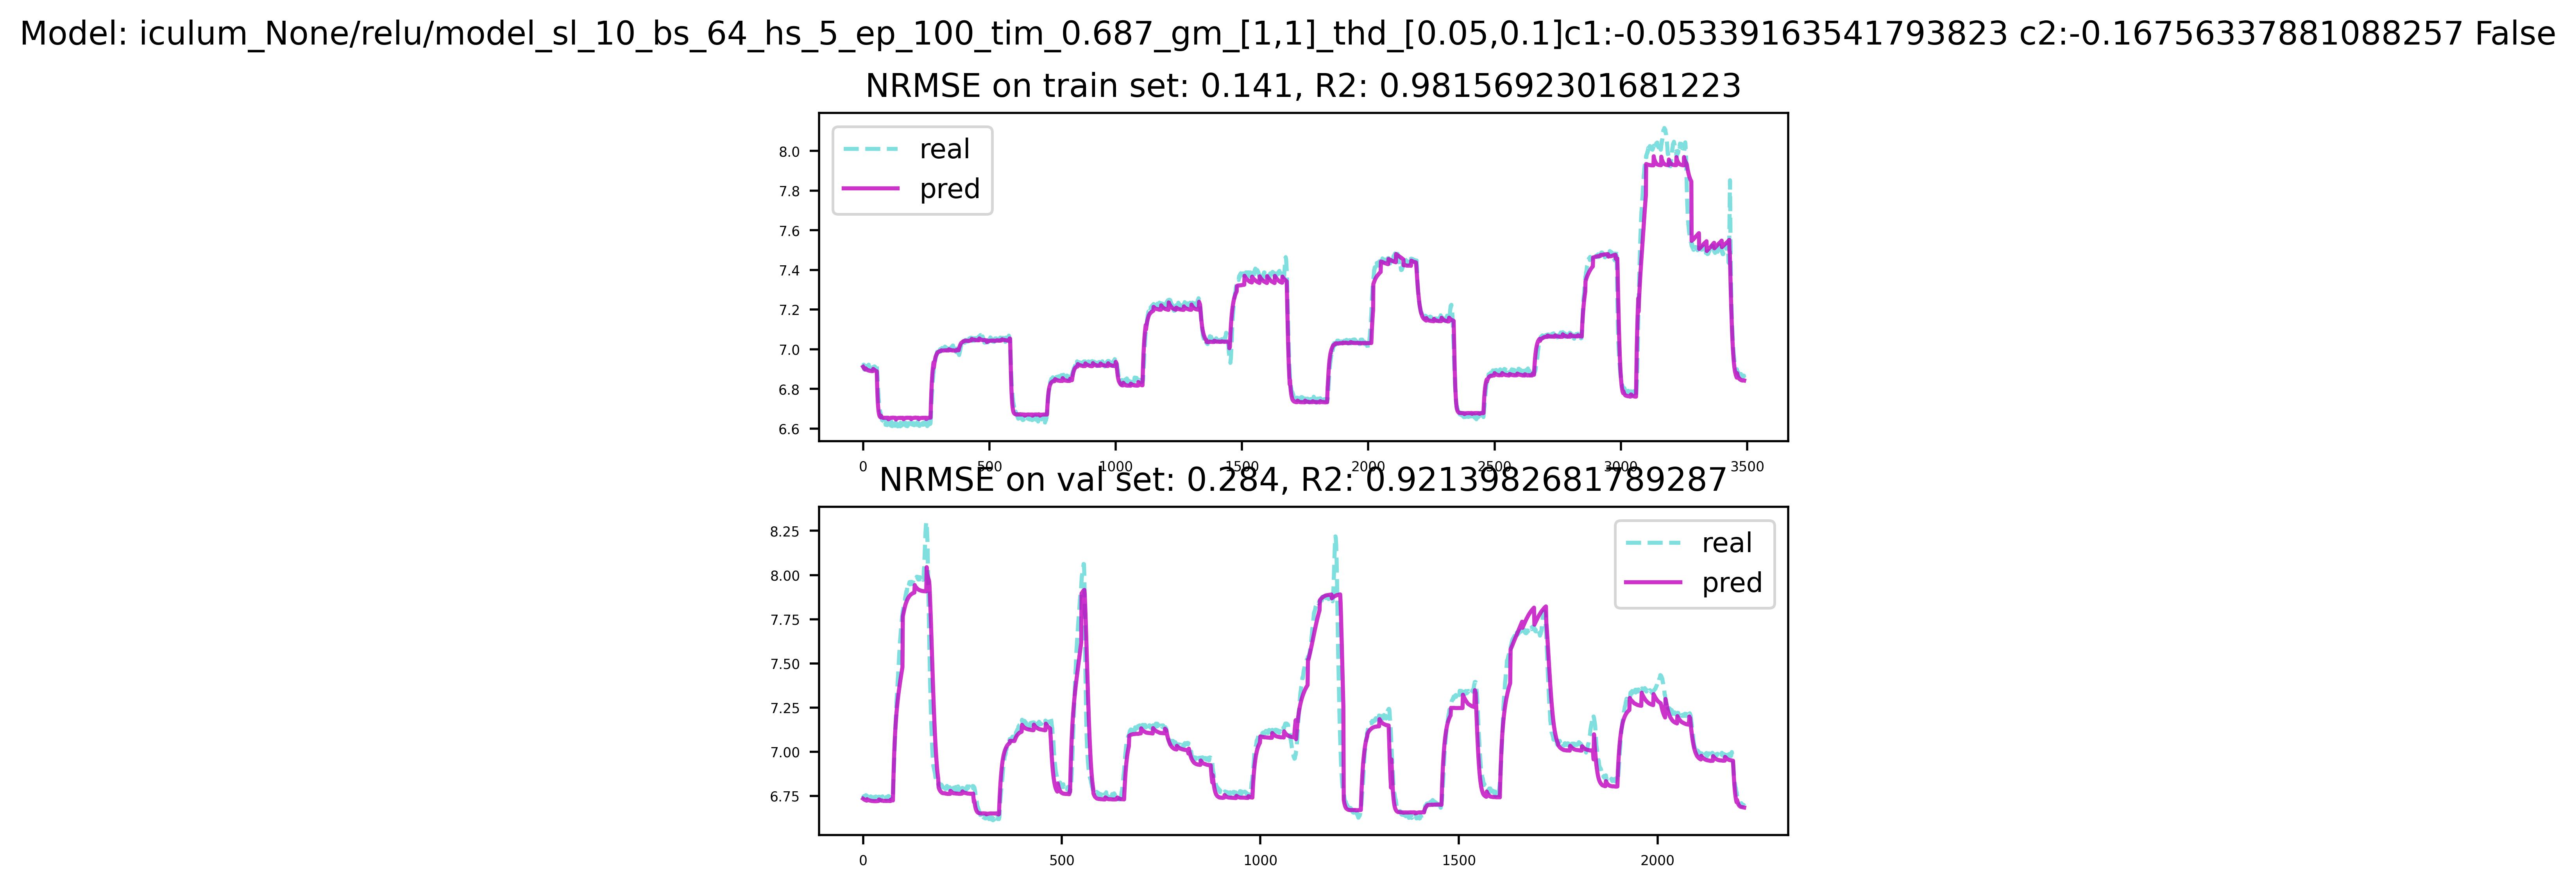 Model: iculum_None/relu/model_sl_10_bs_64_hs_5_ep_100_tim_0.687_gm_[1,1]_thd_[0.05,0.1]c1:-0.05339163541793823 c2:-0.16756337881088257 False
NRMSE on train set: 0.141, R2: 0.9815692301681223
real
pred
8.0
7.8
7.6
7.4
7.2
7.0
6.8
6.6
0 500 1000 1500 2000 2500 3000 3500
NRMSE on val set: 0.284, R2: 0.9213982681789287
real
pred
8.25
8.00
7.75
7.50
7.25
7.00
6.75
0 500 1000 1500 2000